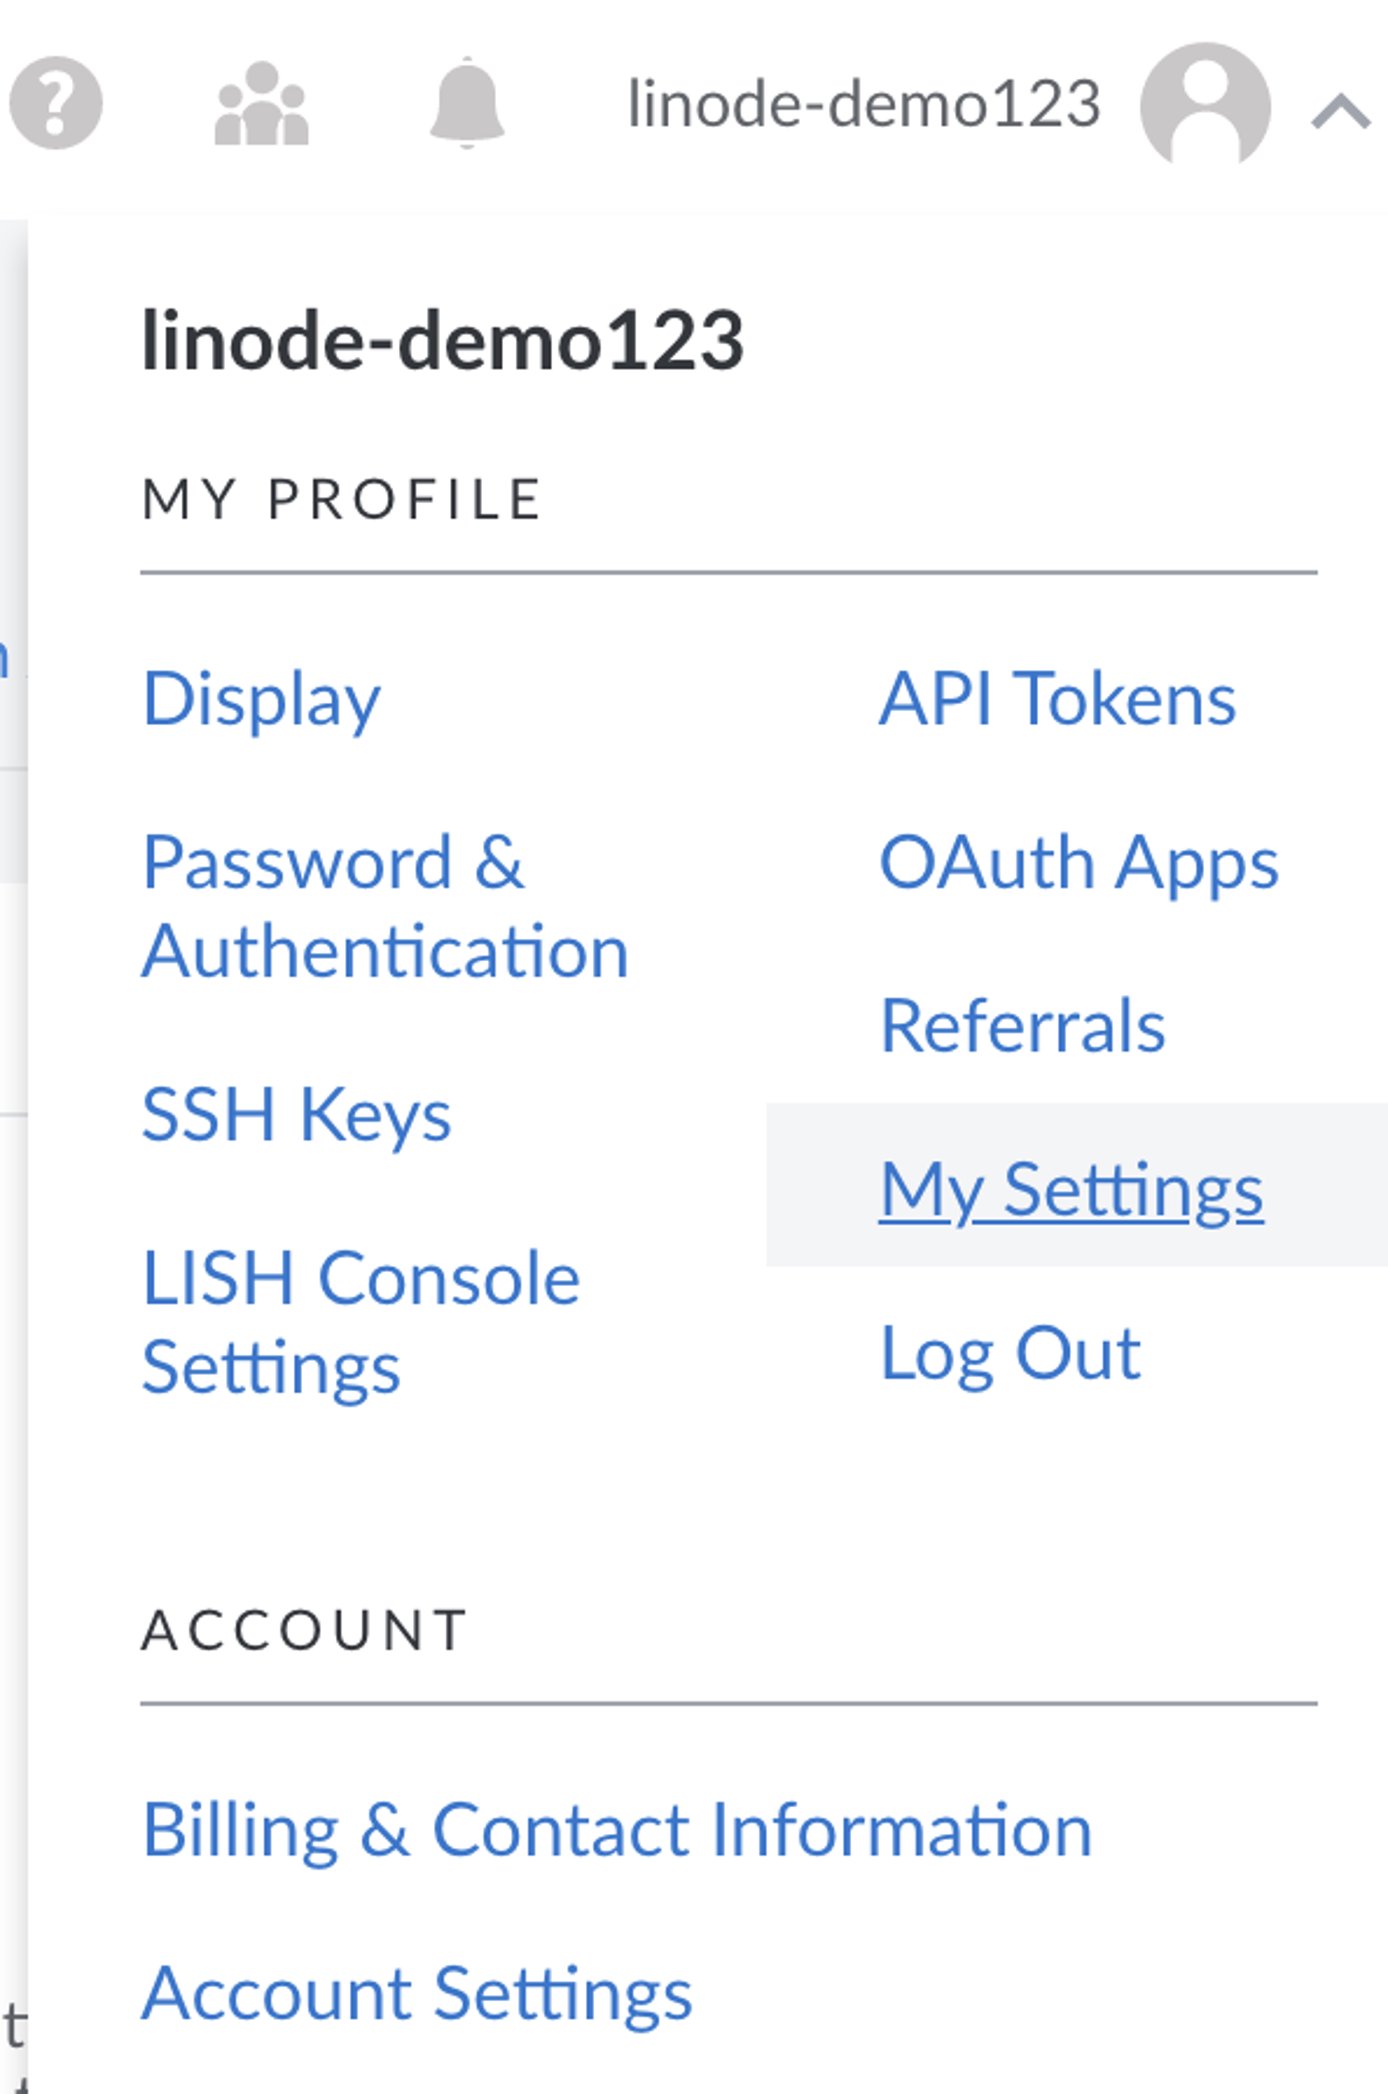 linode-demo123
linode-demo123
MY PROFILE
Display
Password &
Authentication
SSH Keys
LISH Console
Settings
API Tokens
OAuth Apps
Referrals
My Settings
Log Out
ACCOUNT
Billing & Contact Information
Account Settings